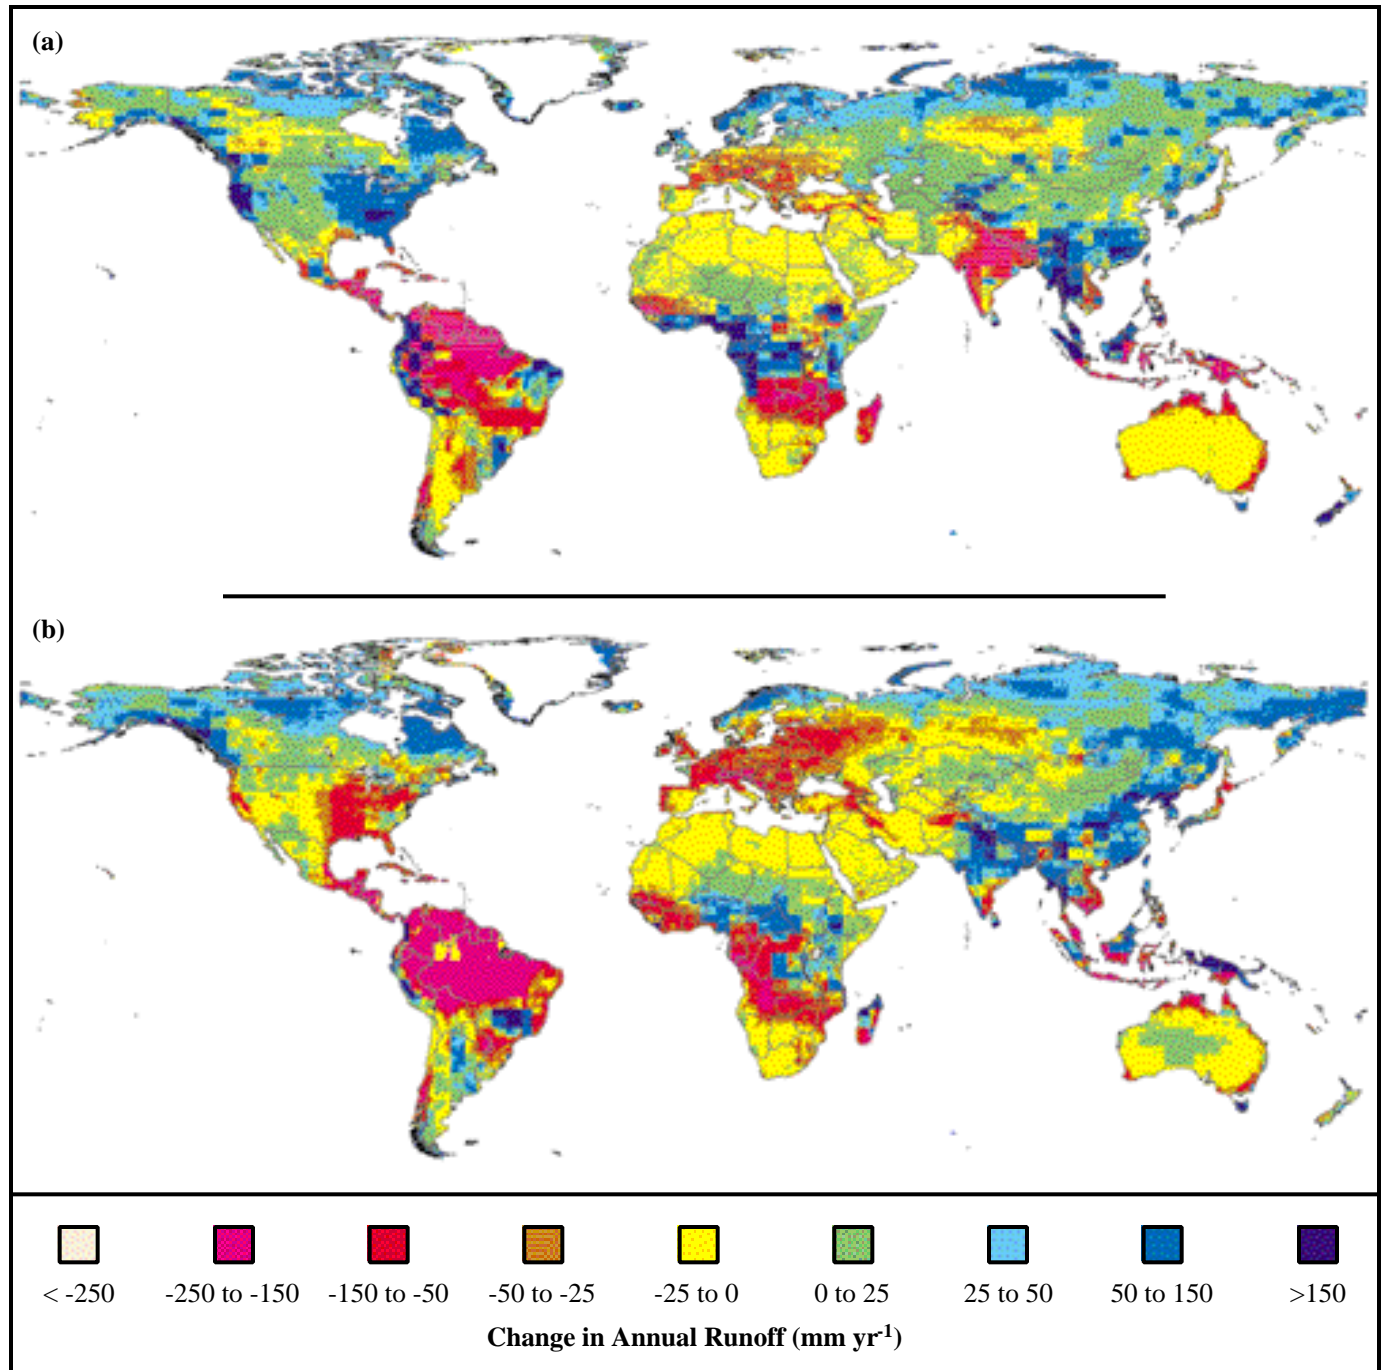 (a)
(b)
< -250 -250 to -150 -150 to -50 -50 to -25 -25 to 0 0 to 25 25 to 50 50 to 150 >150
Change in Annual Runoff (mm yr-1)